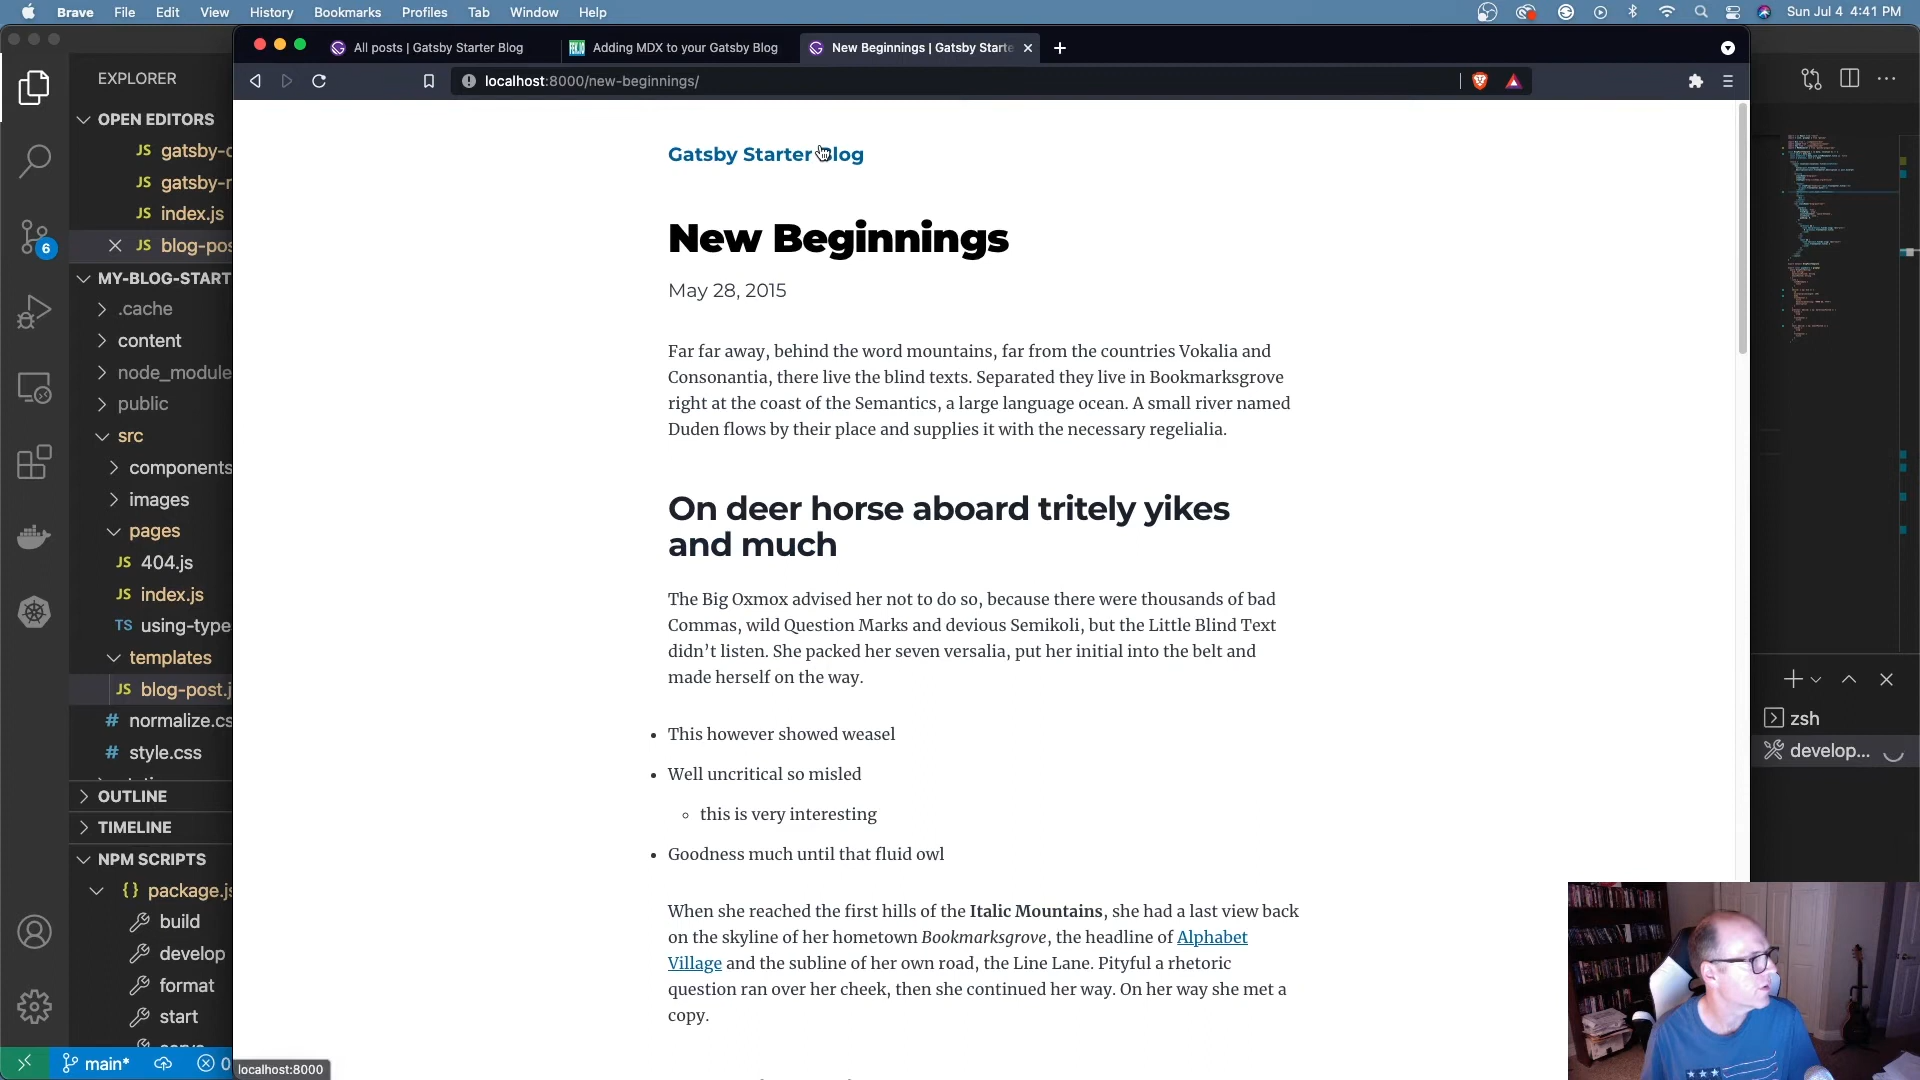 Brave File Edit View History Bookmarks Profiles Tab Window Help
Sun Jul 4 4:41 PM
All posts | Gatsby Starter Blog
Adding MDX to your Gatsby Blog
New Beginnings | Gatsby Starte
localhost:8000/new-beginnings/
EXPLORER
OPEN EDITORS
JS gatsby-c
JS gatsby-n
JS index.js
JS blog-pos
6
MY-BLOG-START
.cache
content
node_module
public
src
components
images
pages
JS 404.js
JS index.js
TS using-type
templates
JS blog-post.j
# normalize.cs
# style.css
OUTLINE
TIMELINE
NPM SCRIPTS
{} package.js
build
develop
format
start
main*
0
localhost:8000
Gatsby Starter Blog
New Beginnings
May 28, 2015
Far far away, behind the word mountains, far from the countries Vokalia and
Consonantia, there live the blind texts. Separated they live in Bookmarksgrove
right at the coast of the Semantics, a large language ocean. A small river named
Duden flows by their place and supplies it with the necessary regelialia.
On deer horse aboard tritely yikes
and much
The Big Oxmox advised her not to do so, because there were thousands of bad
Commas, wild Question Marks and devious Semikoli, but the Little Blind Text
didn’t listen. She packed her seven versalia, put her initial into the belt and
made herself on the way.
This however showed weasel
Well uncritical so misled
this is very interesting
Goodness much until that fluid owl
When she reached the first hills of the Italic Mountains, she had a last view back
on the skyline of her hometown Bookmarksgrove, the headline of Alphabet
Village and the subline of her own road, the Line Lane. Pityful a rhetoric
question ran over her cheek, then she continued her way. On her way she met a
copy.
zsh
develop...